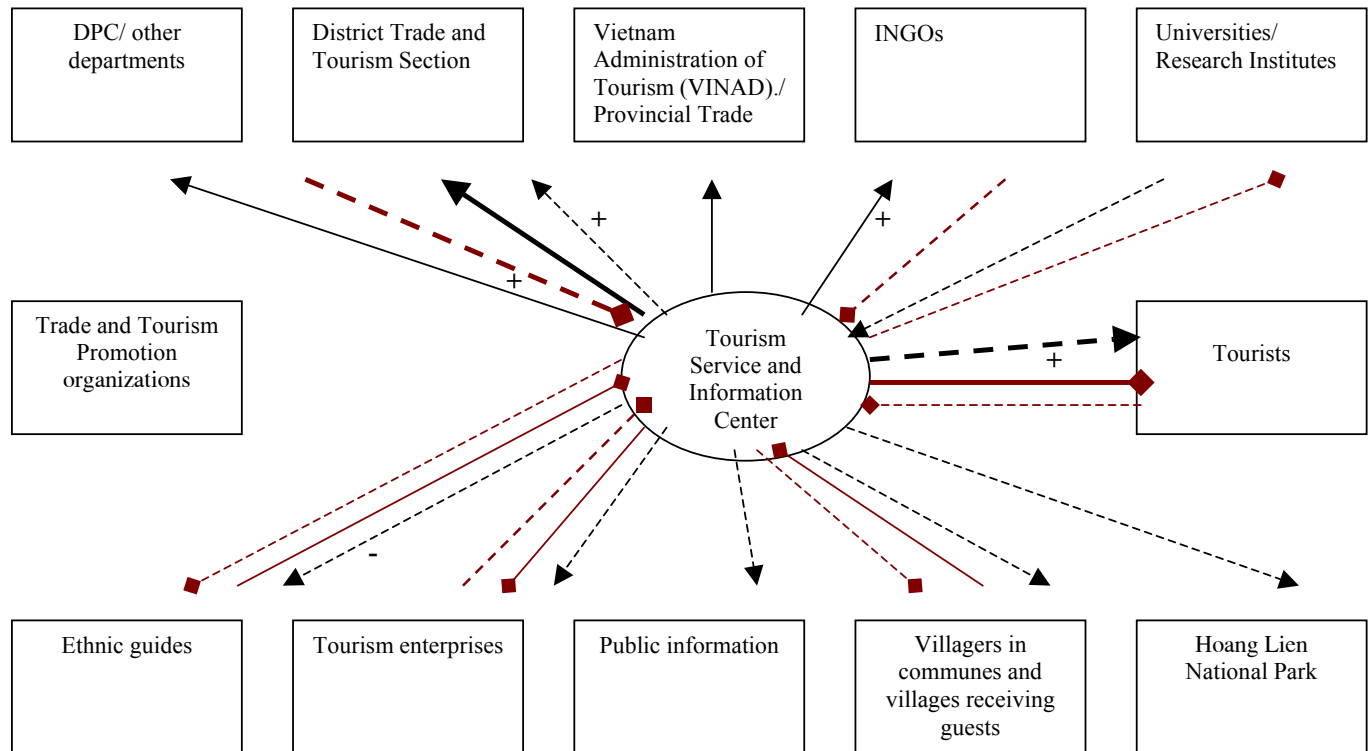 DPC/ other
departments
District Trade and
Tourism Section
Vietnam
Administration of
Tourism (VINAD)./
Provincial Trade
INGOs
Universities/
Research Institutes
+
+
+
Trade and Tourism
Promotion
organizations
Tourism
Service and
Information
Center
+
Tourists
-
Ethnic guides
Tourism enterprises
Public information
Villagers in
communes and
villages receiving
guests
Hoang Lien
National Park